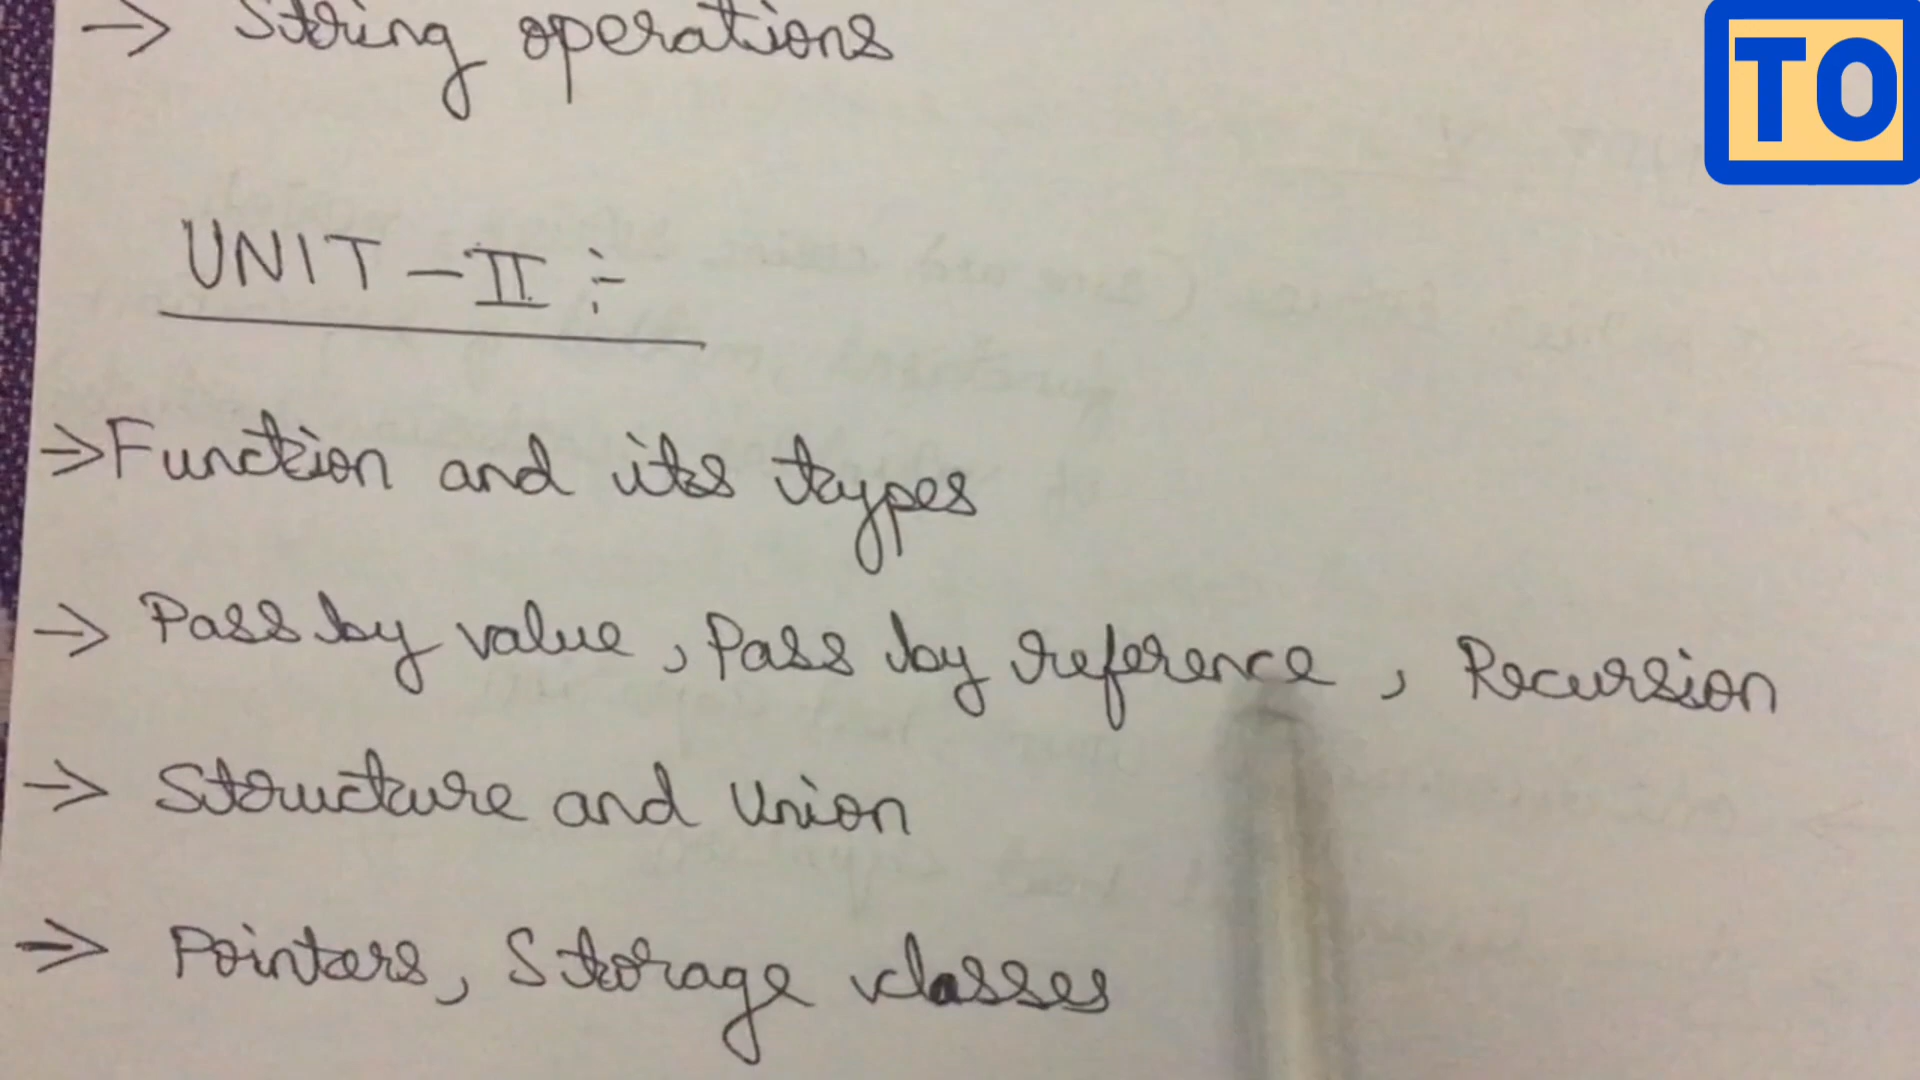 → String operations
TO
UNIT-II :-
→ Function and its types
→ Pass by value, Pass by reference, Recursion
→ Structure and Union
→ Pointers, Storage classes